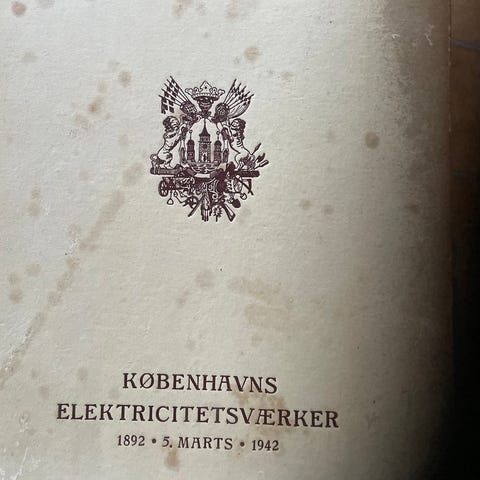 KØBENHAVNS
ELEKTRICITETSVÆRKER
1892 • 5. MARTS • 1942